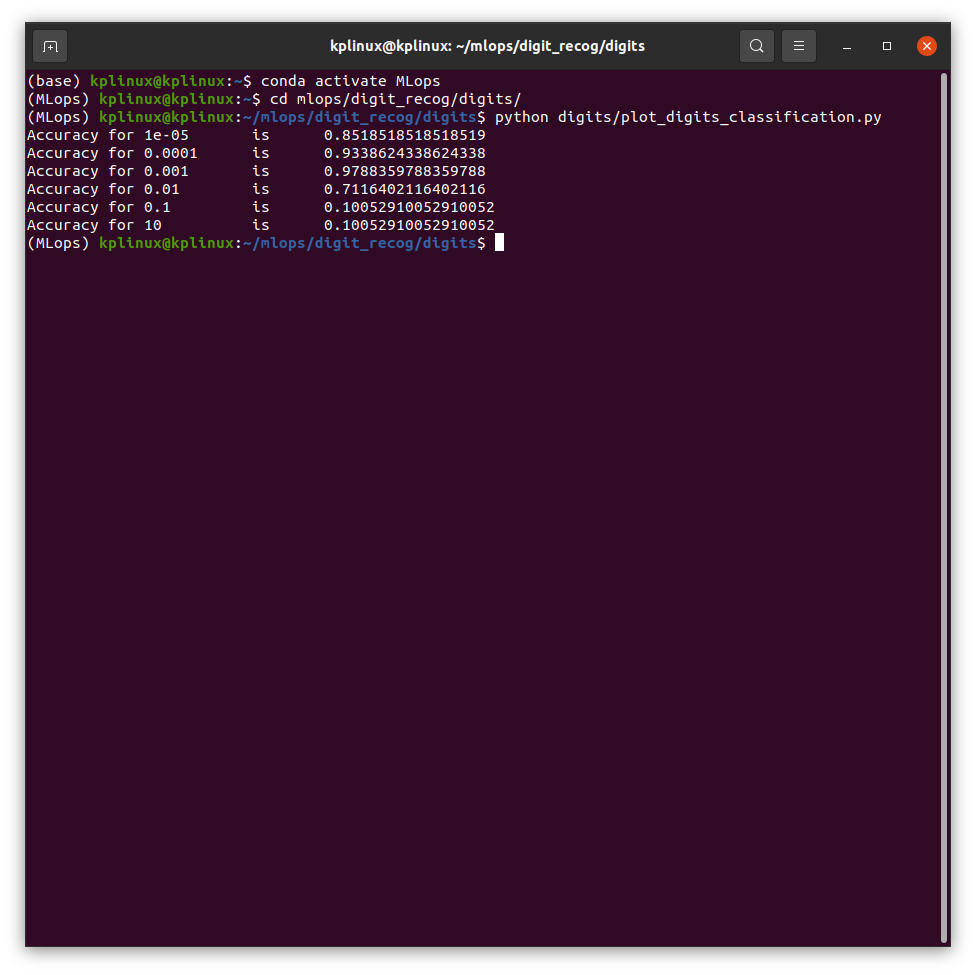 kplinux@kplinux: ~/mlops/digit_recog/digits
(base) kplinux@kplinux:~$ conda activate MLops
(MLops) kplinux@kplinux:~$ cd mlops/digit_recog/digits/
(MLops) kplinux@kplinux:~/mlops/digit_recog/digits$ python digits/plot_digits_classification.py
Accuracy for 1e-05       is      0.8518518518518519
Accuracy for 0.0001      is      0.9338624338624338
Accuracy for 0.001       is      0.9788359788359788
Accuracy for 0.01        is      0.7116402116402116
Accuracy for 0.1         is      0.10052910052910052
Accuracy for 10          is      0.10052910052910052
(MLops) kplinux@kplinux:~/mlops/digit_recog/digits$